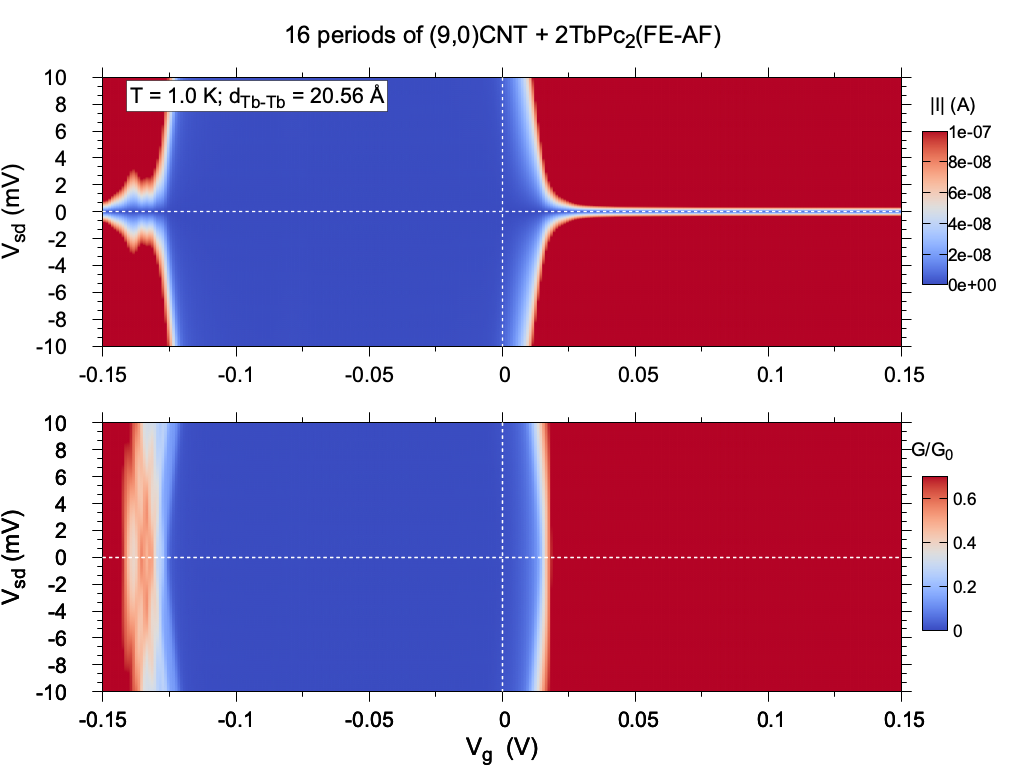 16 periods of (9,0)CNT + 2TbPc2(FE-AF)
T = 1.0 K; dTb-Tb = 20.56 Å
Vsd (mV)
10
8
6
4
2
0
-2
-4
-6
-8
-10
-0.15 -0.1 -0.05 0 0.05 0.1 0.15
|I| (A)
1e-07
8e-08
6e-08
4e-08
2e-08
0e+00
Vsd (mV)
10
8
6
4
2
0
-2
-4
-6
-8
-10
-0.15 -0.1 -0.05 0 0.05 0.1 0.15
Vg (V)
G/G0
0.6
0.4
0.2
0